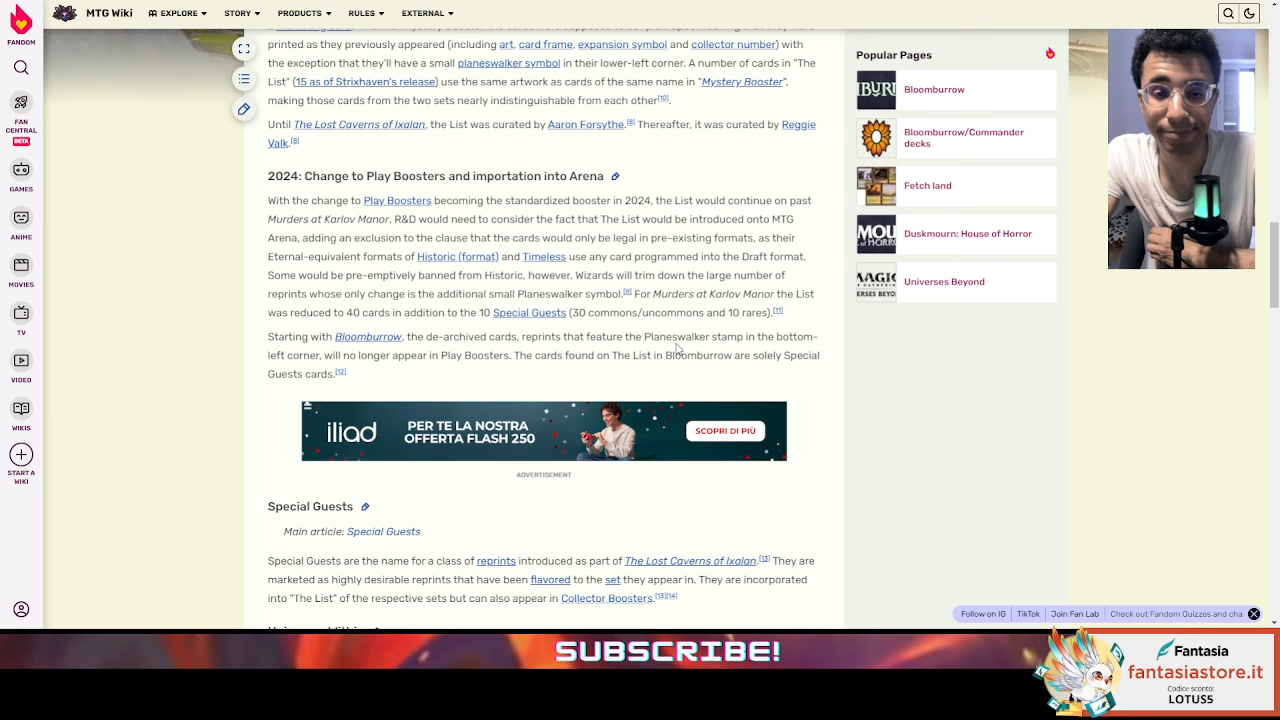 MTG WIKI
EXPLORE
STORY
PRODUCTS
RULES
EXTERNAL
FANDOM
FAN
CENTRAL
BETA
GAMES
ANIME
MOVIES
TV
VIDEO
WIKIS
START A
WIKI
printed as they previously appeared (including art, card frame, expansion symbol and collector number) with
the exception that they'll have a small planeswalker symbol in their lower-left corner. A number of cards in "The
List" (15 as of Strixhaven's release) use the same artwork as cards of the same name in "Mystery Booster",
making those cards from the two sets nearly indistinguishable from each other[10].
Until The Lost Caverns of Ixalan, the List was curated by Aaron Forsythe.[8] Thereafter, it was curated by Reggie
Valk.[8]
2024: Change to Play Boosters and importation into Arena
With the change to Play Boosters becoming the standardized booster in 2024, the List would continue on past
Murders at Karlov Manor. R&D would need to consider the fact that The List would be introduced onto MTG
Arena, adding an exclusion to the clause that the cards would only be legal in pre-existing formats, as their
Eternal-equivalent formats of Historic (format) and Timeless use any card programmed into the Draft format.
Some would be pre-emptively banned from Historic, however. Wizards will trim down the large number of
reprints whose only change is the additional small Planeswalker symbol.[8] For Murders at Karlov Manor the List
was reduced to 40 cards in addition to the 10 Special Guests (30 commons/uncommons and 10 rares).[11]
Starting with Bloomburrow, the de-archived cards, reprints that feature the Planeswalker stamp in the bottom-
left corner, will no longer appear in Play Boosters. The cards found on The List in Bloomburrow are solely Special
Guests cards.[12]
iliad
PER TE LA NOSTRA
OFFERTA FLASH 250
SCOPRI DI PIÙ
ADVERTISEMENT
Special Guests
Main article: Special Guests
Special Guests are the name for a class of reprints introduced as part of The Lost Caverns of Ixalan.[13] They are
marketed as highly desirable reprints that have been flavored to the set they appear in. They are incorporated
into "The List" of the respective sets but can also appear in Collector Boosters.[13][14]
Popular Pages
Bloomburrow
Bloomburrow/Commander
decks
Fetch land
Duskmourn: House of Horror
Universes Beyond
Follow on IG
TikTok
Join Fan Lab
Check out Fandom Quizzes and cha
SUBSCRIBE!
Fantasia
fantasiastore.it
Codice sconto:
LOTUS5